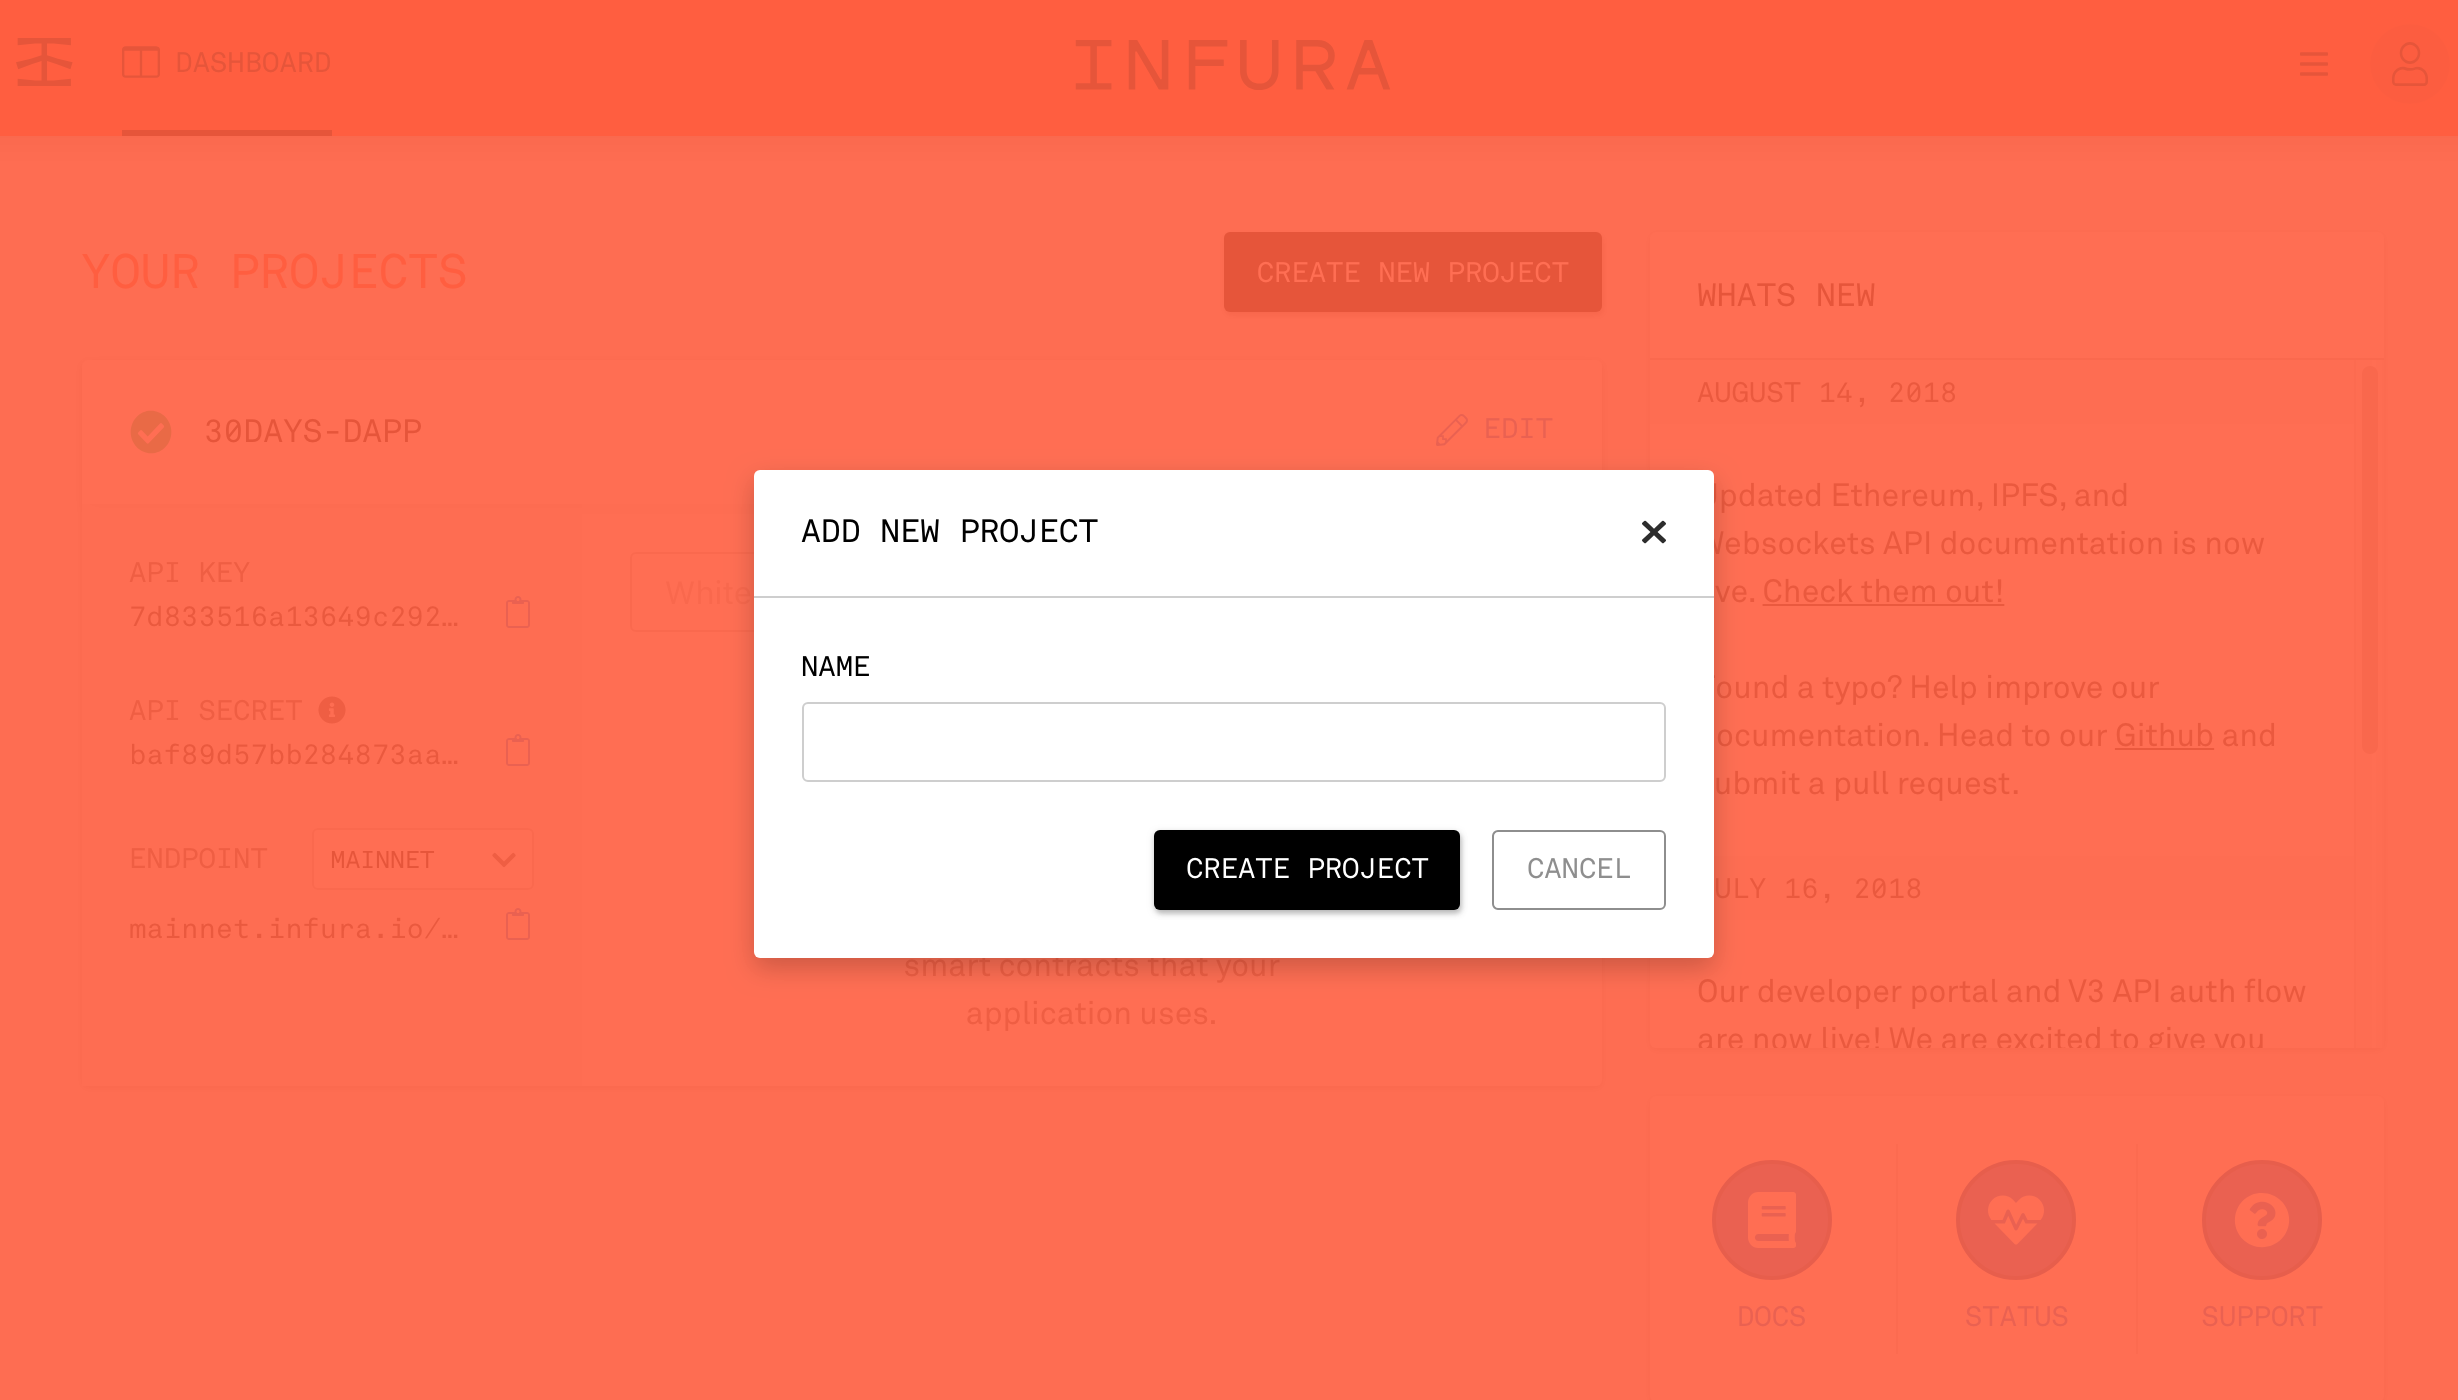 DASHBOARD
INFURA
YOUR PROJECTS
CREATE NEW PROJECT
30DAYS-DAPP
EDIT
API KEY
7d833516a13649c292…
API SECRET
baf89d57bb284873aa…
ENDPOINT
MAINNET
mainnet.infura.io/…
White
ADD NEW PROJECT
NAME
CREATE PROJECT
CANCEL
smart contracts that your
application uses.
WHATS NEW
AUGUST 14, 2018
pdated Ethereum, IPFS, and
ebsockets API documentation is now
ve. Check them out!
ound a typo? Help improve our
ocumentation. Head to our Github and
ubmit a pull request.
ULY 16, 2018
Our developer portal and V3 API auth flow
are now live! We are excited to give you
DOCS
STATUS
SUPPORT